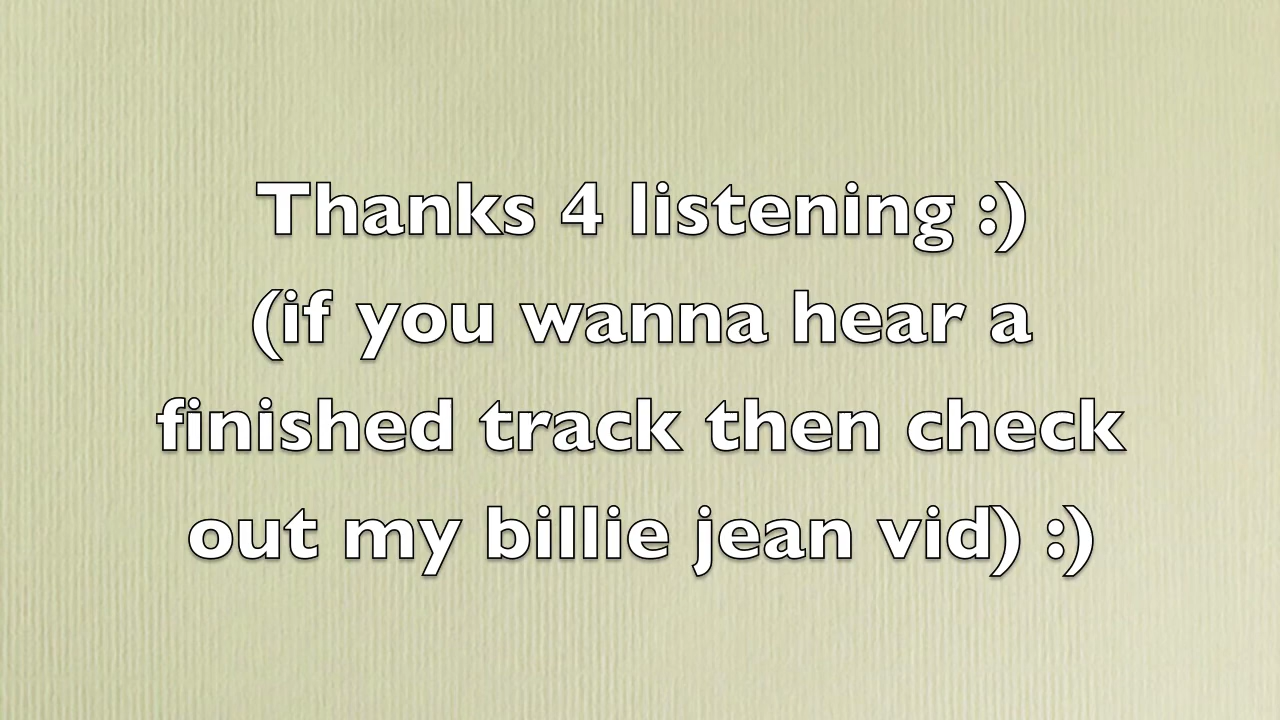 Thanks 4 listening :)
(if you wanna hear a
finished track then check
out my billie jean vid) :)